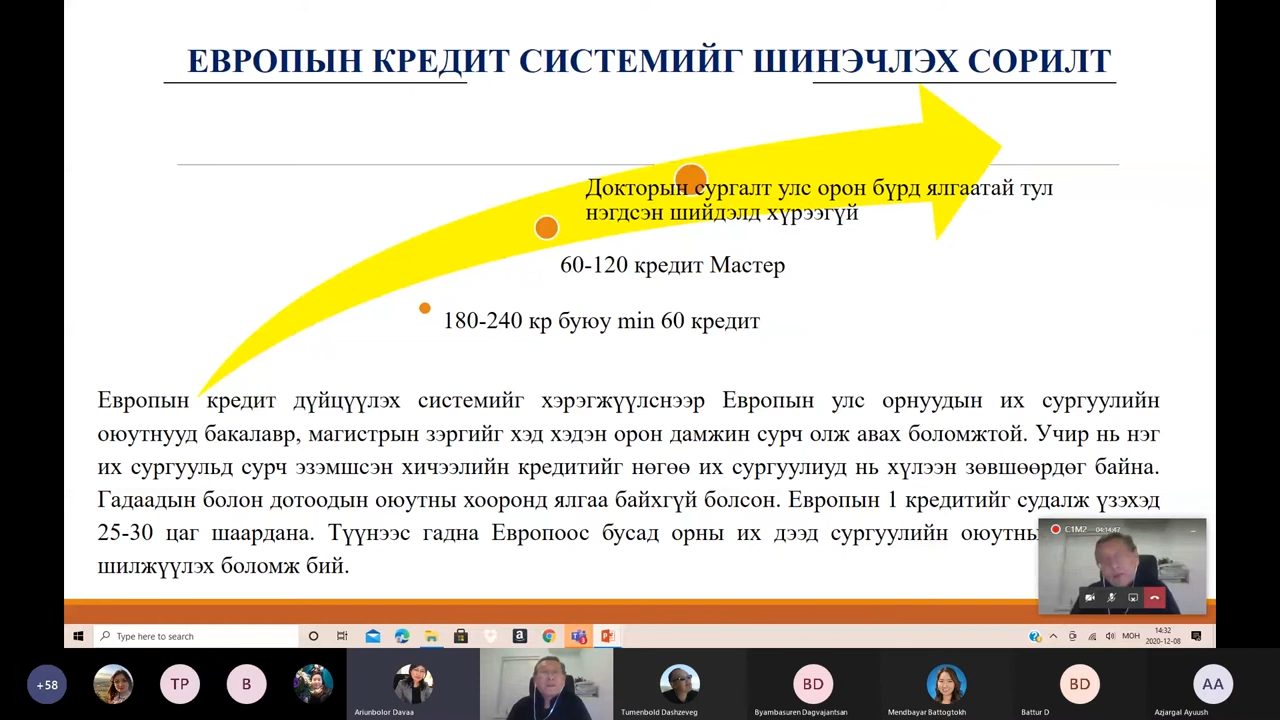 ЕВРОПЫН КРЕДИТ СИСТЕМИЙГ ШИНЭЧЛЭХ СОРИЛТ
Докторын сургалт улс орон бүрд ялгаатай тул
нэгдсэн шийдэлд хүрээгүй
60-120 кредит Мастер
180-240 кр буюу min 60 кредит
Европын кредит дүйцүүлэх системийг хэрэгжүүлснээр Европын улс орнуудын их сургуулийн
оюутнууд бакалавр, магистрын зэргийг хэд хэдэн орон дамжин сурч олж авах боломжтой. Учир нь нэг
их сургуульд сурч эзэмшсэн хичээлийн кредитийг нөгөө их сургуулиуд нь хүлээн зөвшөөрдөг байна.
Гадаадын болон дотоодын оюутны хооронд ялгаа байхгүй болсон. Европын 1 кредитийг судалж үзэхэд
25-30 цаг шаардана. Түүнээс гадна Европоос бусад орны их дээд сургуулийн
шилжүүлэх боломж бий.
C1M2 04:14:47
Type here to search
МОН
14:32
2020-12-08
+58
TP
B
BD
BD
AA
Ariunbolor Davaa
Tumenbold Dashzeveg
Byambasuren Dagvajantsan
Mendbayar Battogtokh
Battur D
Azjargal Ayuush